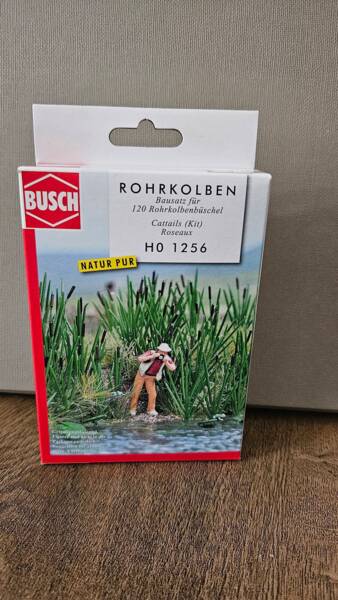 BUSCH
ROHRKOLBEN
Bausatz für
120 Rohrkolbenbüschel
Cattails (Kit)
Roseaux
H0 1256
NATUR PUR